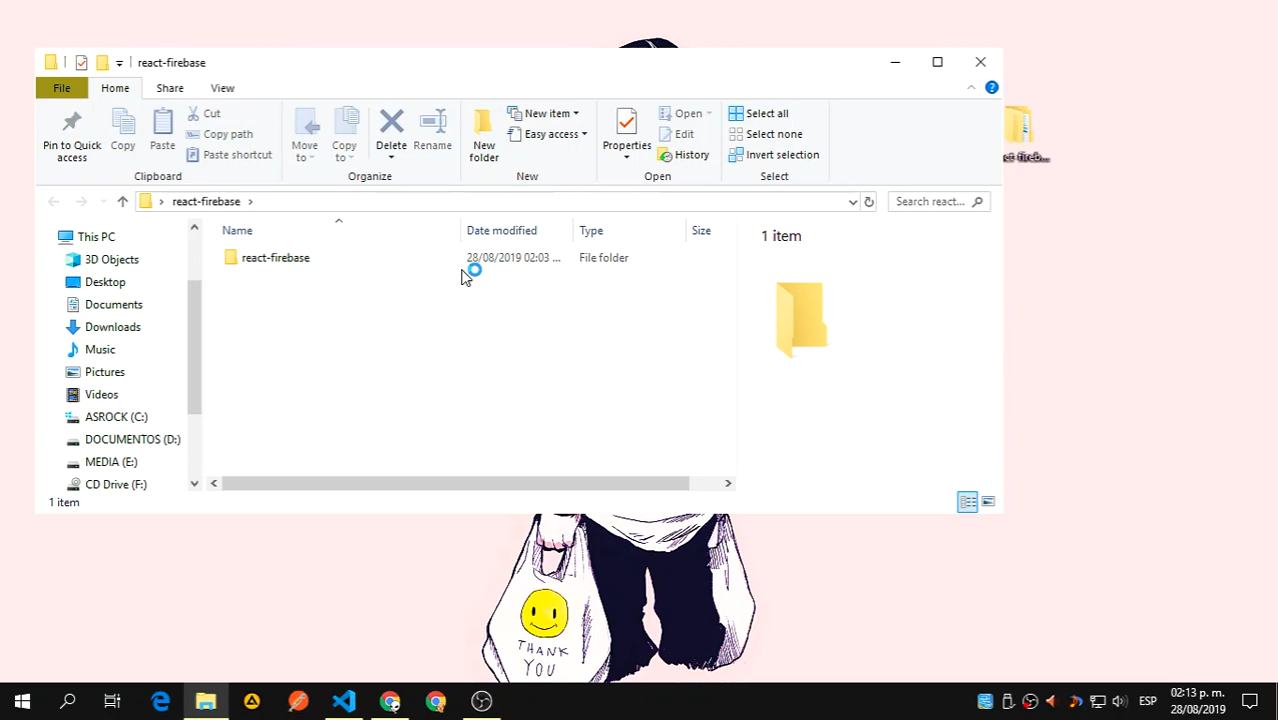 react-firebase
File Home Share View
Pin to Quick access
Copy
Paste
Cut
Copy path
Paste shortcut
Clipboard
Move to
Copy to
Delete
Rename
Organize
New folder
New item
Easy access
New
Properties
Open
Edit
History
Open
Select all
Select none
Invert selection
Select
react-firebase
Search react...
Name Date modified Type Size
react-firebase 28/08/2019 02:03 ... File folder
1 item
This PC
3D Objects
Desktop
Documents
Downloads
Music
Pictures
Videos
ASROCK (C:)
DOCUMENTOS (D:)
MEDIA (E:)
CD Drive (F:)
1 item
THANK
YOU
ESP
02:13 p. m.
28/08/2019